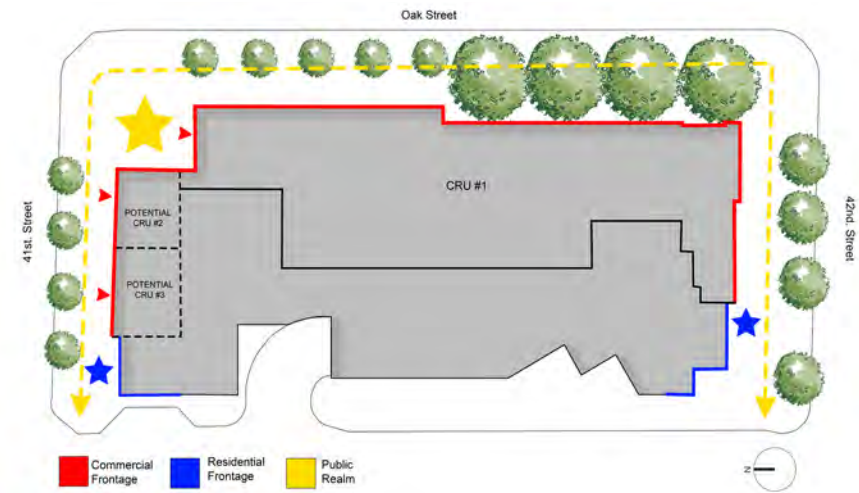 Oak Street
CRU #1
POTENTIAL
CRU #2
POTENTIAL
CRU #3
41st. Street
42nd. Street
Commercial
Frontage
Residential
Frontage
Public
Realm
N